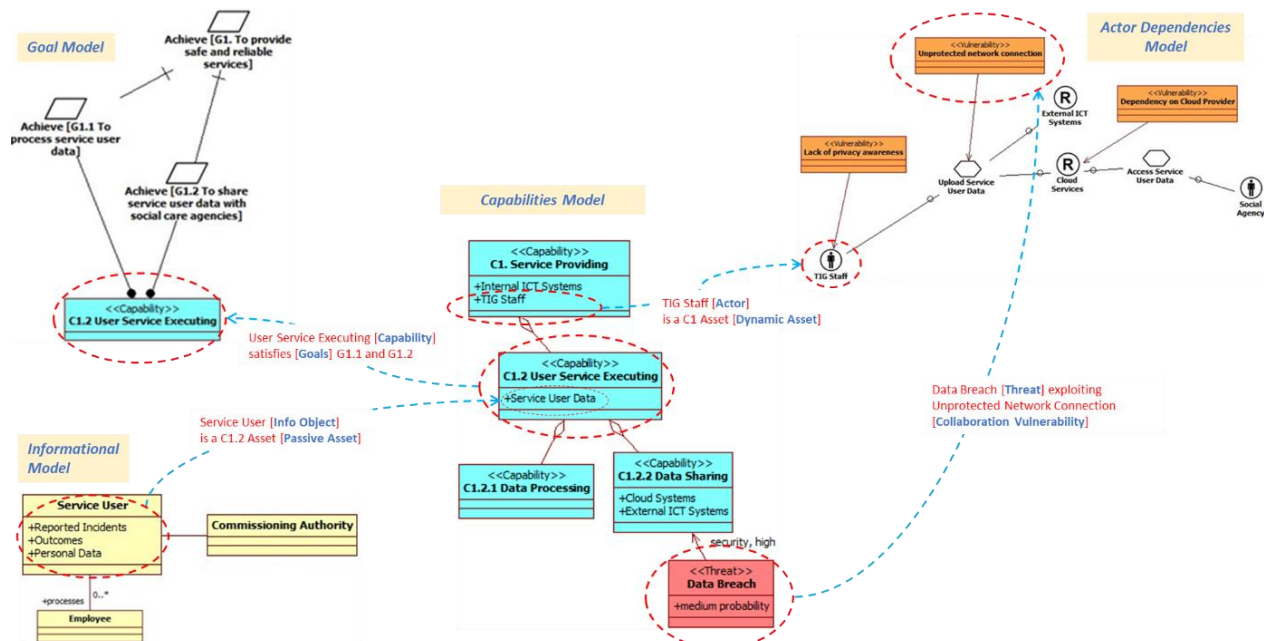 Goal Model
Achieve [G1. To provide
safe and reliable
services]
Achieve [G1.1 To
process service user
data]
Achieve [G1.2 To share
service user data with
social care agencies]
<<Capability>>
C1.2 User Service Executing
User Service Executing [Capability]
satisfies [Goals] G1.1 and G1.2
Service User [Info Object]
is a C1.2 Asset [Passive Asset]
Informational
Model
Service User
+Reported Incidents
+Outcomes
+Personal Data
Commissioning Authority
0..*
+processes
Employee
Capabilities Model
<<Capability>>
C1. Service Providing
+Internal ICT Systems
+TIG Staff
<<Capability>>
C1.2 User Service Executing
+Service User Data
<<Capability>>
C1.2.1 Data Processing
<<Capability>>
C1.2.2 Data Sharing
+Cloud Systems
+External ICT Systems
security, high
<<Threat>>
Data Breach
+medium probability
TIG Staff [Actor]
is a C1 Asset [Dynamic Asset]
Actor Dependencies
Model
<<Vulnerability>>
Unprotected network connection
<<Vulnerability>>
Dependency on Cloud Provider
<<Vulnerability>>
Lack of privacy awareness
R
External ICT
Systems
Upload Service
User Data
R
Cloud
Services
Access Service
User Data
Social
Agency
TIG Staff
Data Breach [Threat] exploiting
Unprotected Network Connection
[Collaboration Vulnerability]